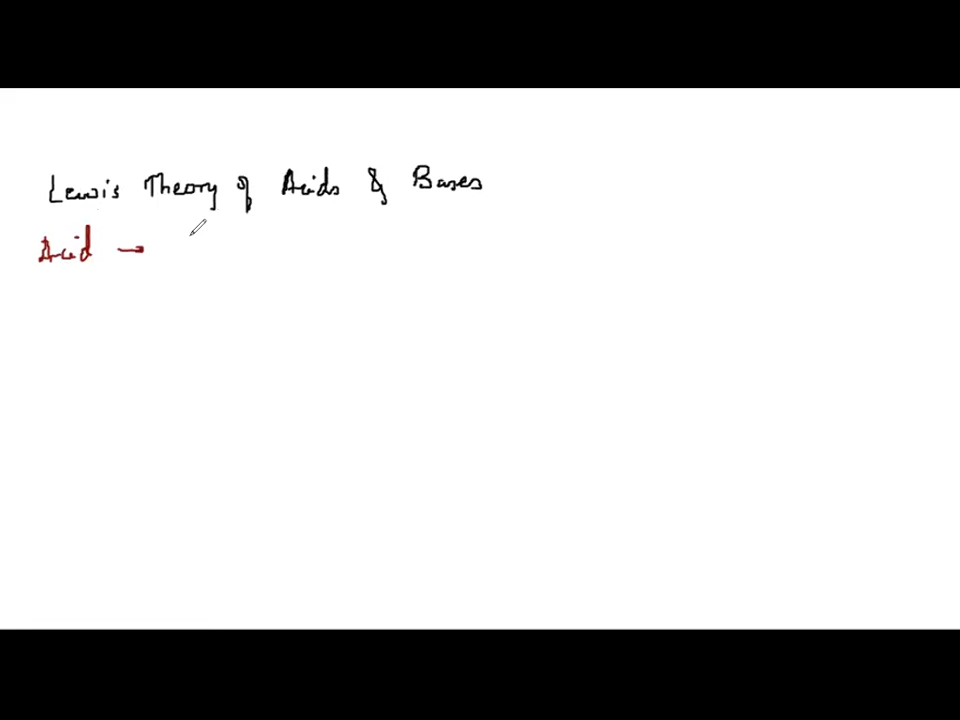 Lewis Theory of Acids & Bases
Acid →